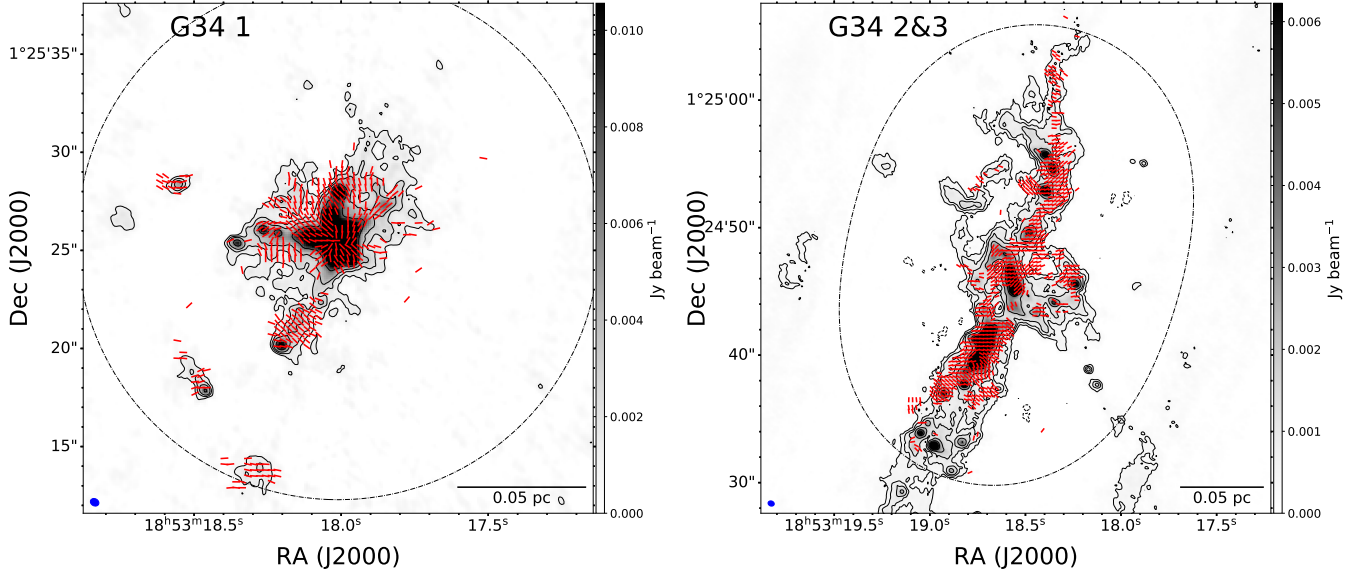 G34 1
1°25'35"
30"
25"
20"
15"
Dec (J2000)
18ʰ53ᵐ18.5ˢ
18.0ˢ
17.5ˢ
RA (J2000)
0.05 pc
0.010
0.008
0.006
0.004
0.002
0.000
Jy beam⁻¹
G34 2&3
1°25'00"
24'50"
40"
30"
Dec (J2000)
18ʰ53ᵐ19.5ˢ
19.0ˢ
18.5ˢ
18.0ˢ
17.5ˢ
RA (J2000)
0.05 pc
0.006
0.005
0.004
0.003
0.002
0.001
0.000
Jy beam⁻¹